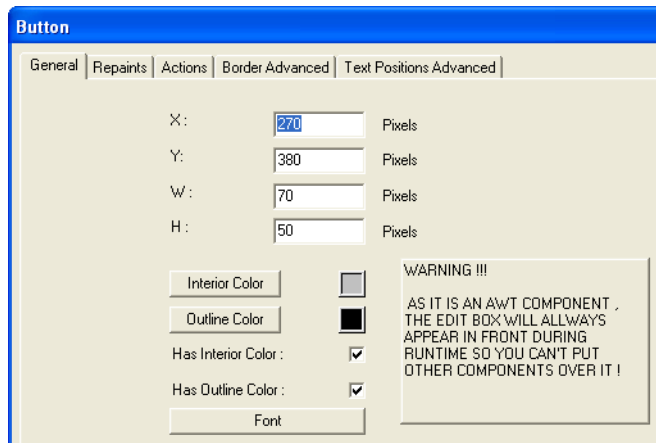 Button
General Repaints Actions Border Advanced Text Positions Advanced
X : 270 Pixels
Y: 380 Pixels
W : 70 Pixels
H : 50 Pixels
Interior Color
Outline Color
Has Interior Color :
Has Outline Color :
Font
WARNING !!!
AS IT IS AN AWT COMPONENT ,
THE EDIT BOX WILL ALLWAYS
APPEAR IN FRONT DURING
RUNTIME SO YOU CAN'T PUT
OTHER COMPONENTS OVER IT !